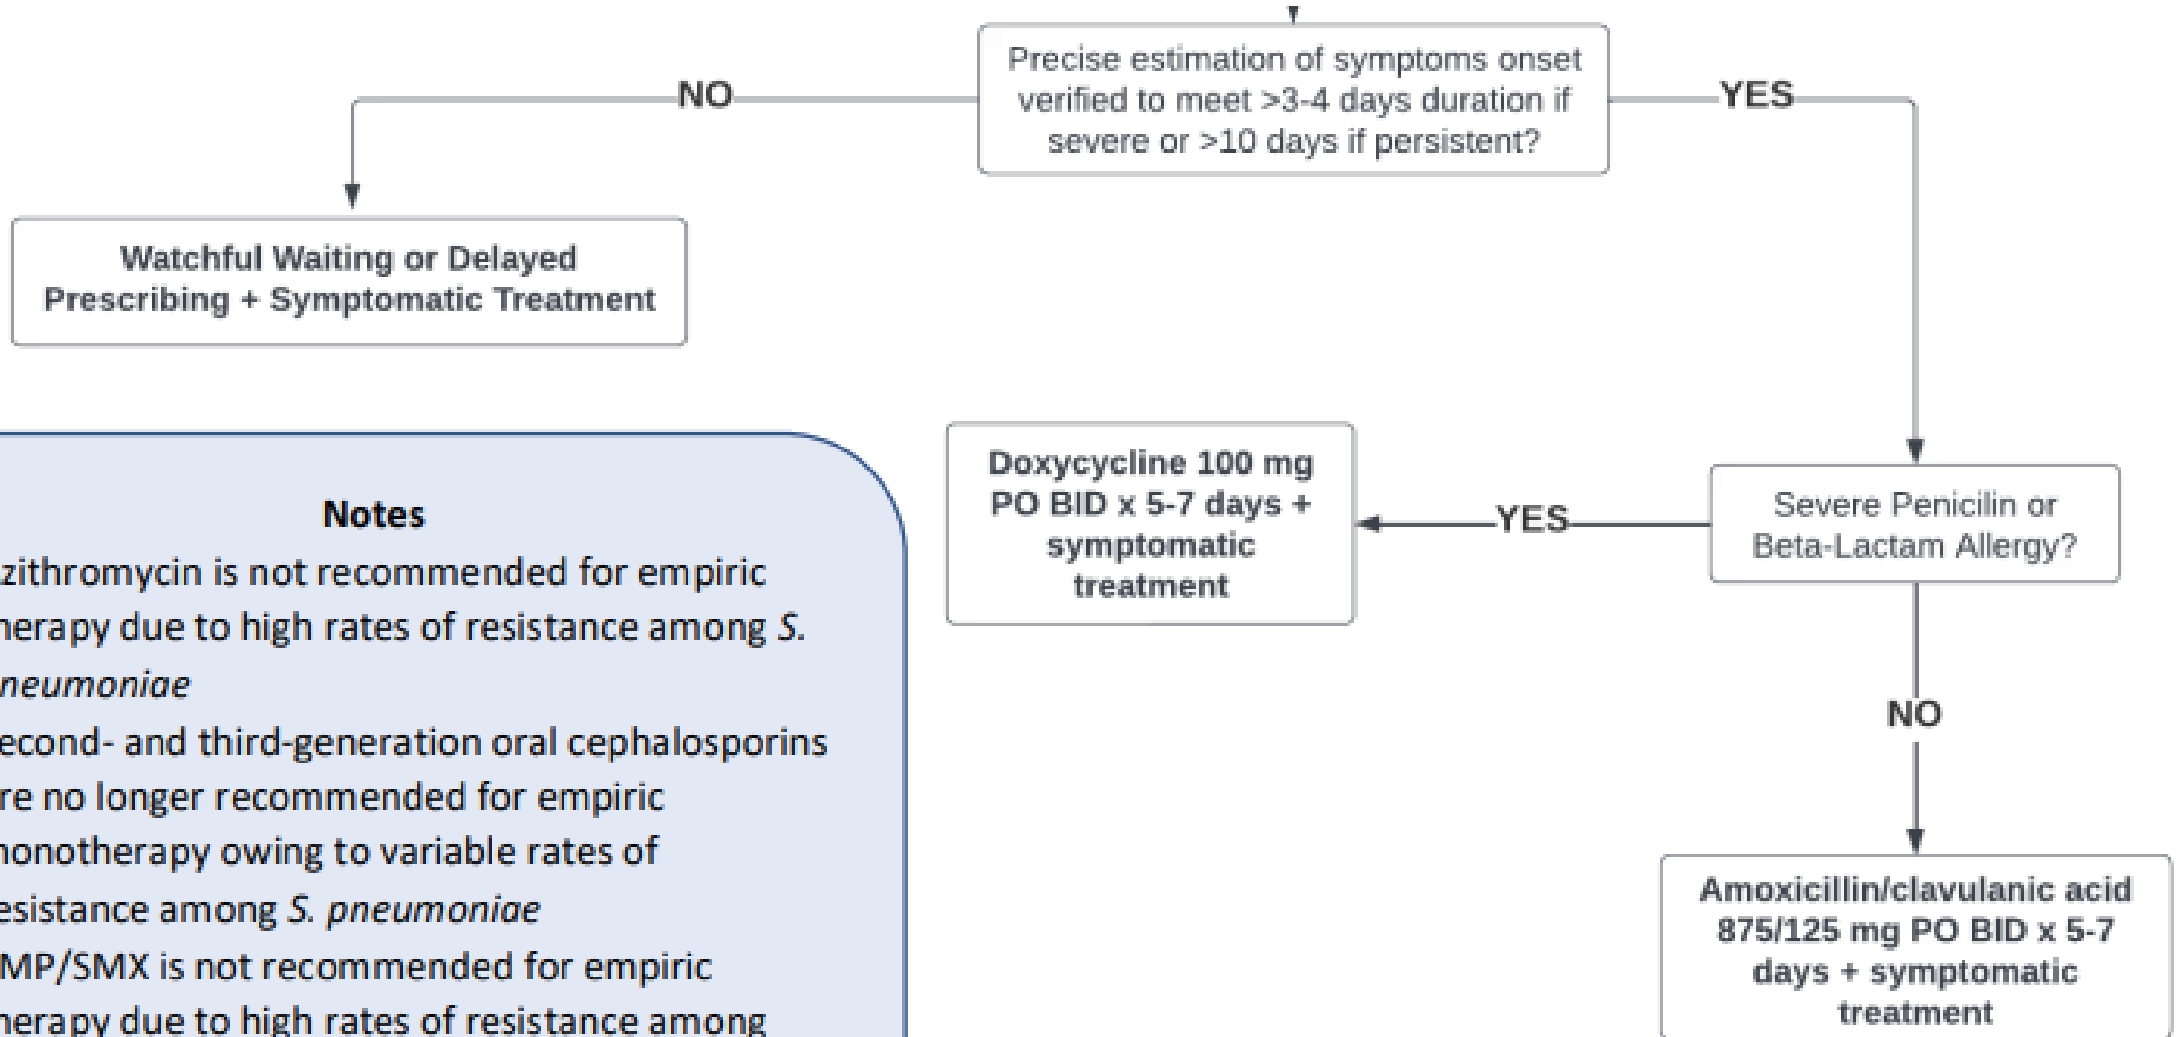 Precise estimation of symptoms onset
verified to meet >3-4 days duration if
severe or >10 days if persistent?
NO
YES
Watchful Waiting or Delayed
Prescribing + Symptomatic Treatment
Doxycycline 100 mg
PO BID x 5-7 days +
symptomatic
treatment
YES
Severe Penicilin or
Beta-Lactam Allergy?
NO
Amoxicillin/clavulanic acid
875/125 mg PO BID x 5-7
days + symptomatic
treatment
Notes
zithromycin is not recommended for empiric
herapy due to high rates of resistance among S.
neumoniae
econd- and third-generation oral cephalosporins
re no longer recommended for empiric
monotherapy owing to variable rates of
esistance among S. pneumoniae
MP/SMX is not recommended for empiric
herapy due to high rates of resistance among